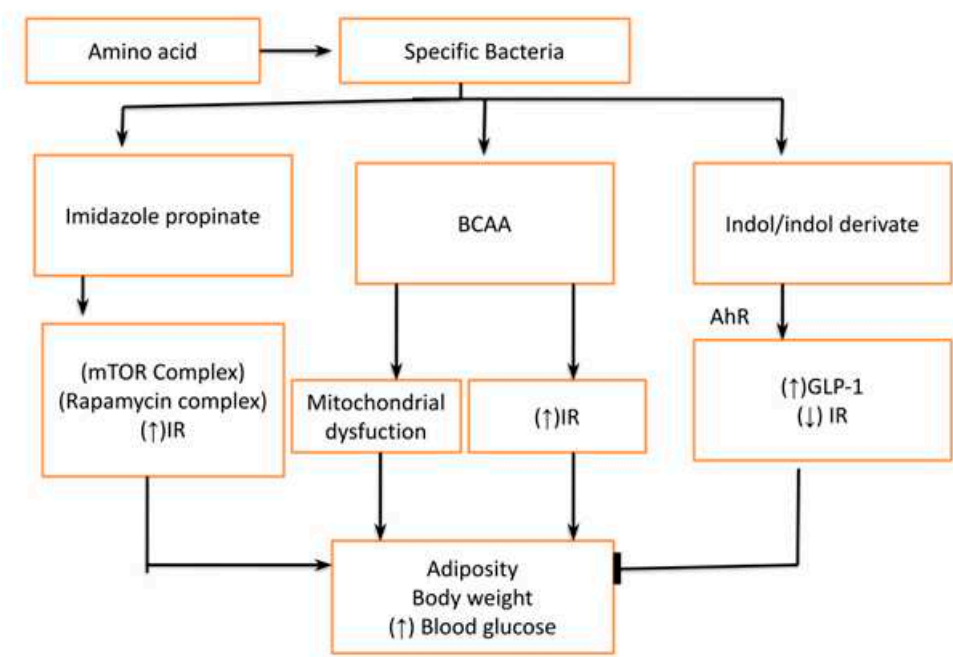 Amino acid
Specific Bacteria
Imidazole propinate
BCAA
Indol/indol derivate
AhR
(mTOR Complex)
(Rapamycin complex)
(↑)IR
Mitochondrial
dysfuction
(↑)IR
(↑)GLP-1
(↓) IR
Adiposity
Body weight
(↑) Blood glucose